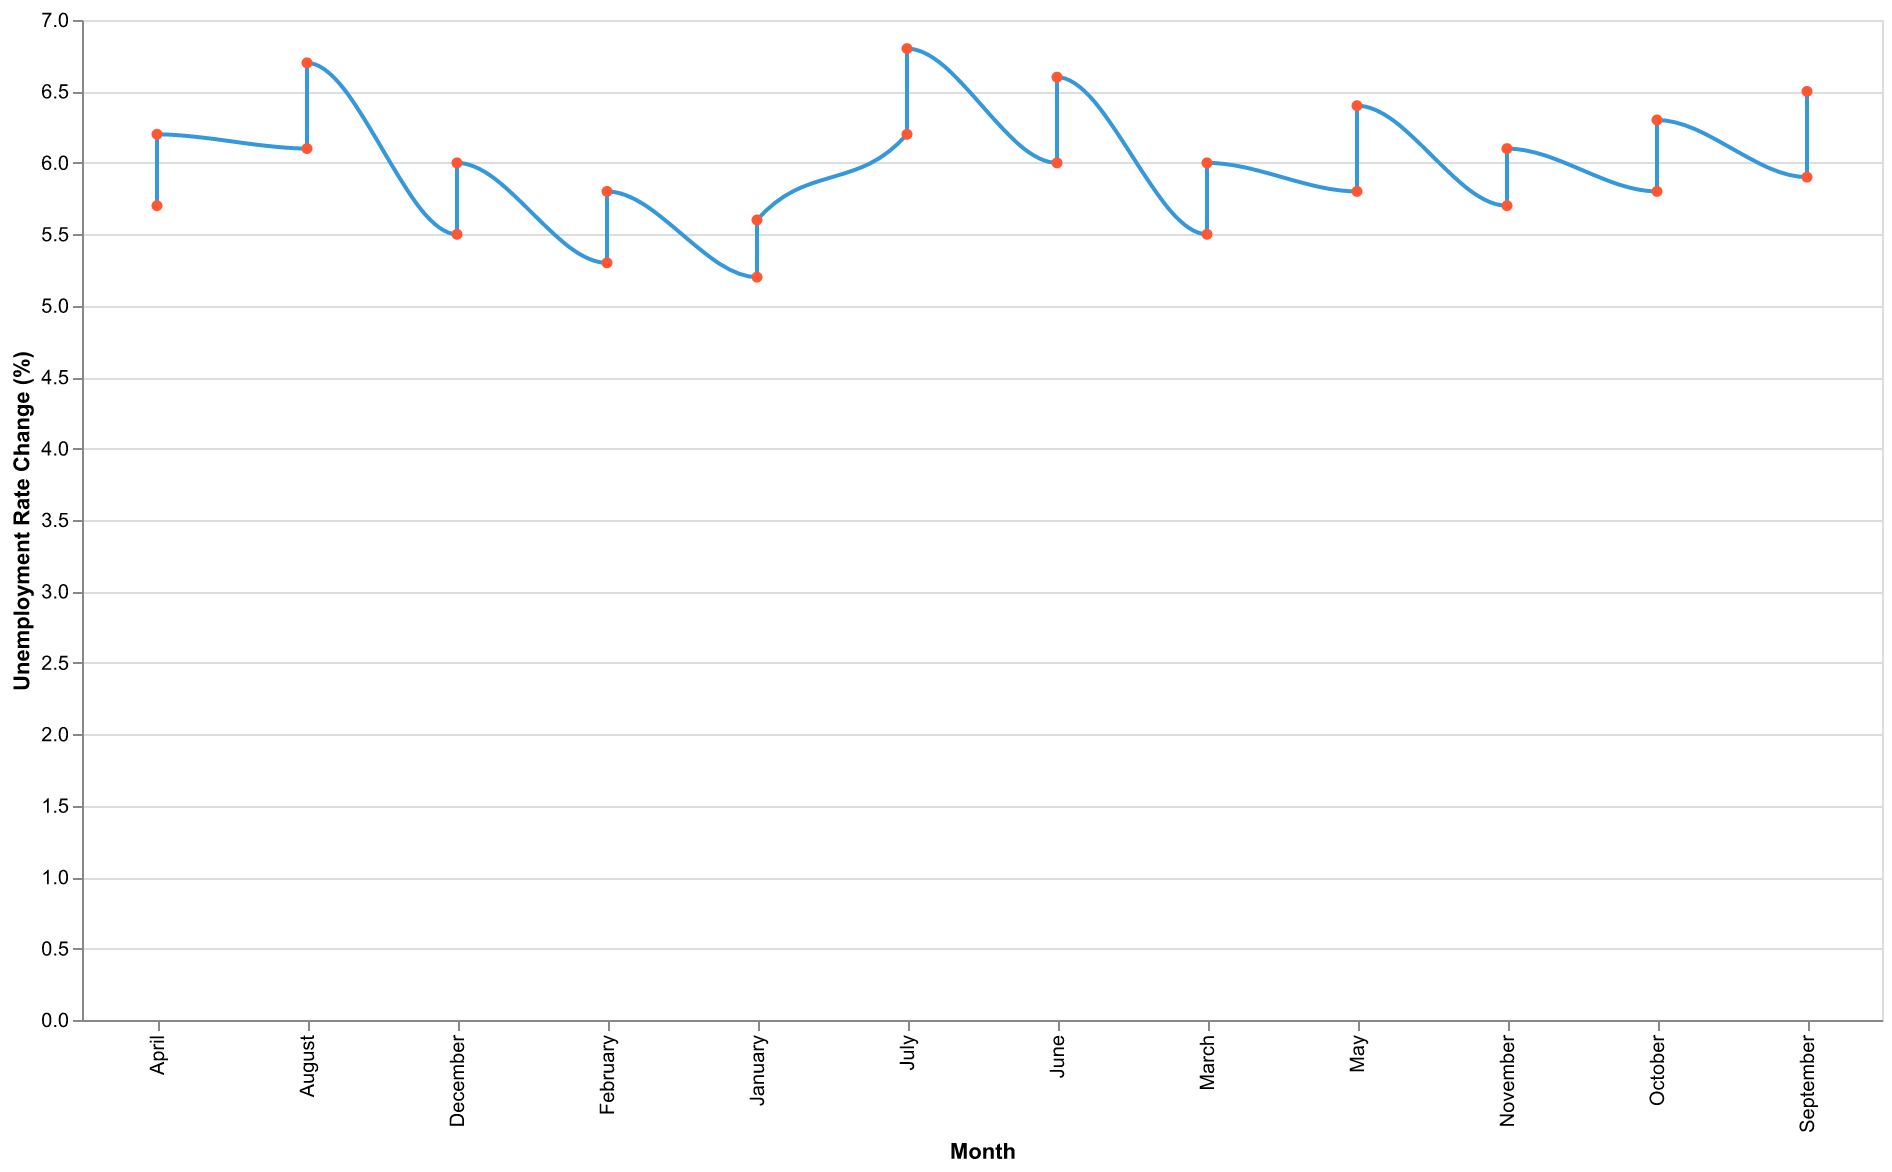 7.0
6.5
6.0
5.5
5.0
4.5
4.0
3.5
3.0
2.5
2.0
1.5
1.0
0.5
0.0
Unemployment Rate Change (%)
April
August
December
February
January
July
June
March
May
November
October
September
Month